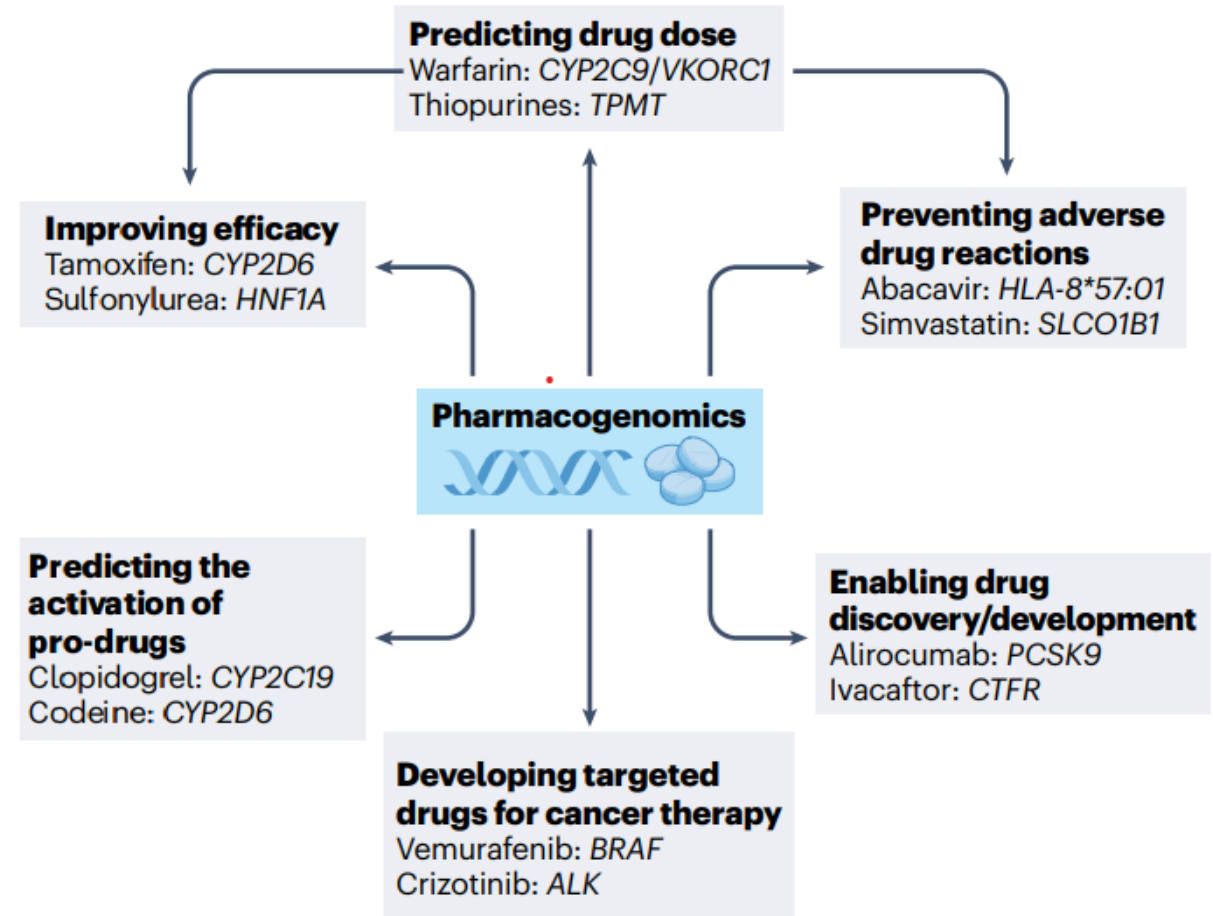 Predicting drug dose
Warfarin: CYP2C9/VKORC1
Thiopurines: TPMT
Improving efficacy
Tamoxifen: CYP2D6
Sulfonylurea: HNF1A
Preventing adverse
drug reactions
Abacavir: HLA-8*57:01
Simvastatin: SLCO1B1
Pharmacogenomics
Predicting the
activation of
pro-drugs
Clopidogrel: CYP2C19
Codeine: CYP2D6
Enabling drug
discovery/development
Alirocumab: PCSK9
Ivacaftor: CTFR
Developing targeted
drugs for cancer therapy
Vemurafenib: BRAF
Crizotinib: ALK